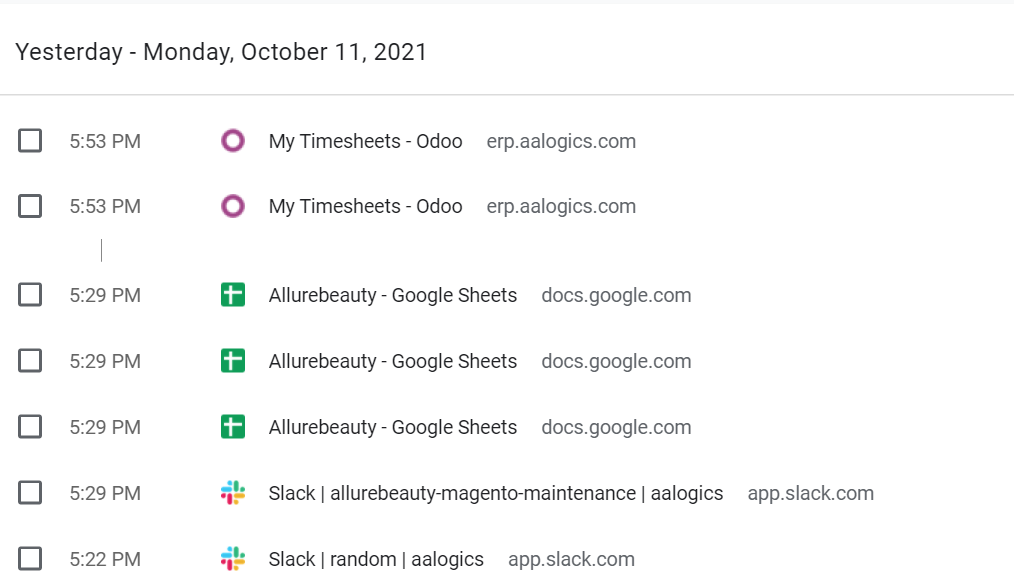 Yesterday - Monday, October 11, 2021
5:53 PM My Timesheets - Odoo erp.aalogics.com
5:53 PM My Timesheets - Odoo erp.aalogics.com
5:29 PM Allurebeauty - Google Sheets docs.google.com
5:29 PM Allurebeauty - Google Sheets docs.google.com
5:29 PM Allurebeauty - Google Sheets docs.google.com
5:29 PM Slack | allurebeauty-magento-maintenance | aalogics app.slack.com
5:22 PM Slack | random | aalogics app.slack.com